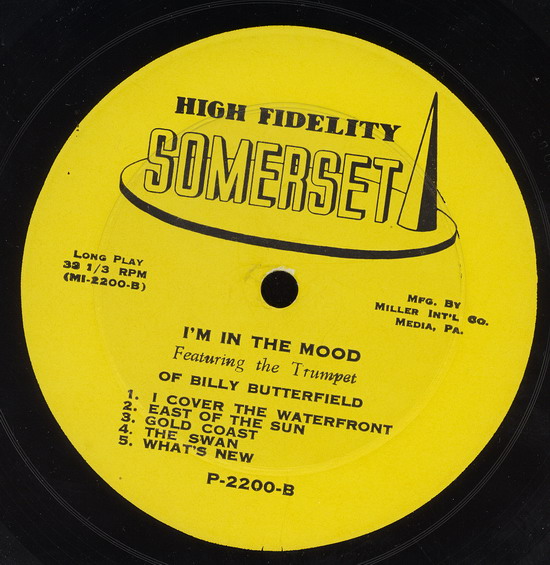 HIGH FIDELITY
SOMERSET
LONG PLAY
33 1/3 RPM
(MI-2200-B)
MFG. BY
MILLER INT'L CO.
MEDIA, PA.
I'M IN THE MOOD
Featuring the Trumpet
OF BILLY BUTTERFIELD
1. I COVER THE WATERFRONT
2. EAST OF THE SUN
3. GOLD COAST
4. THE SWAN
5. WHAT'S NEW
P-2200-B